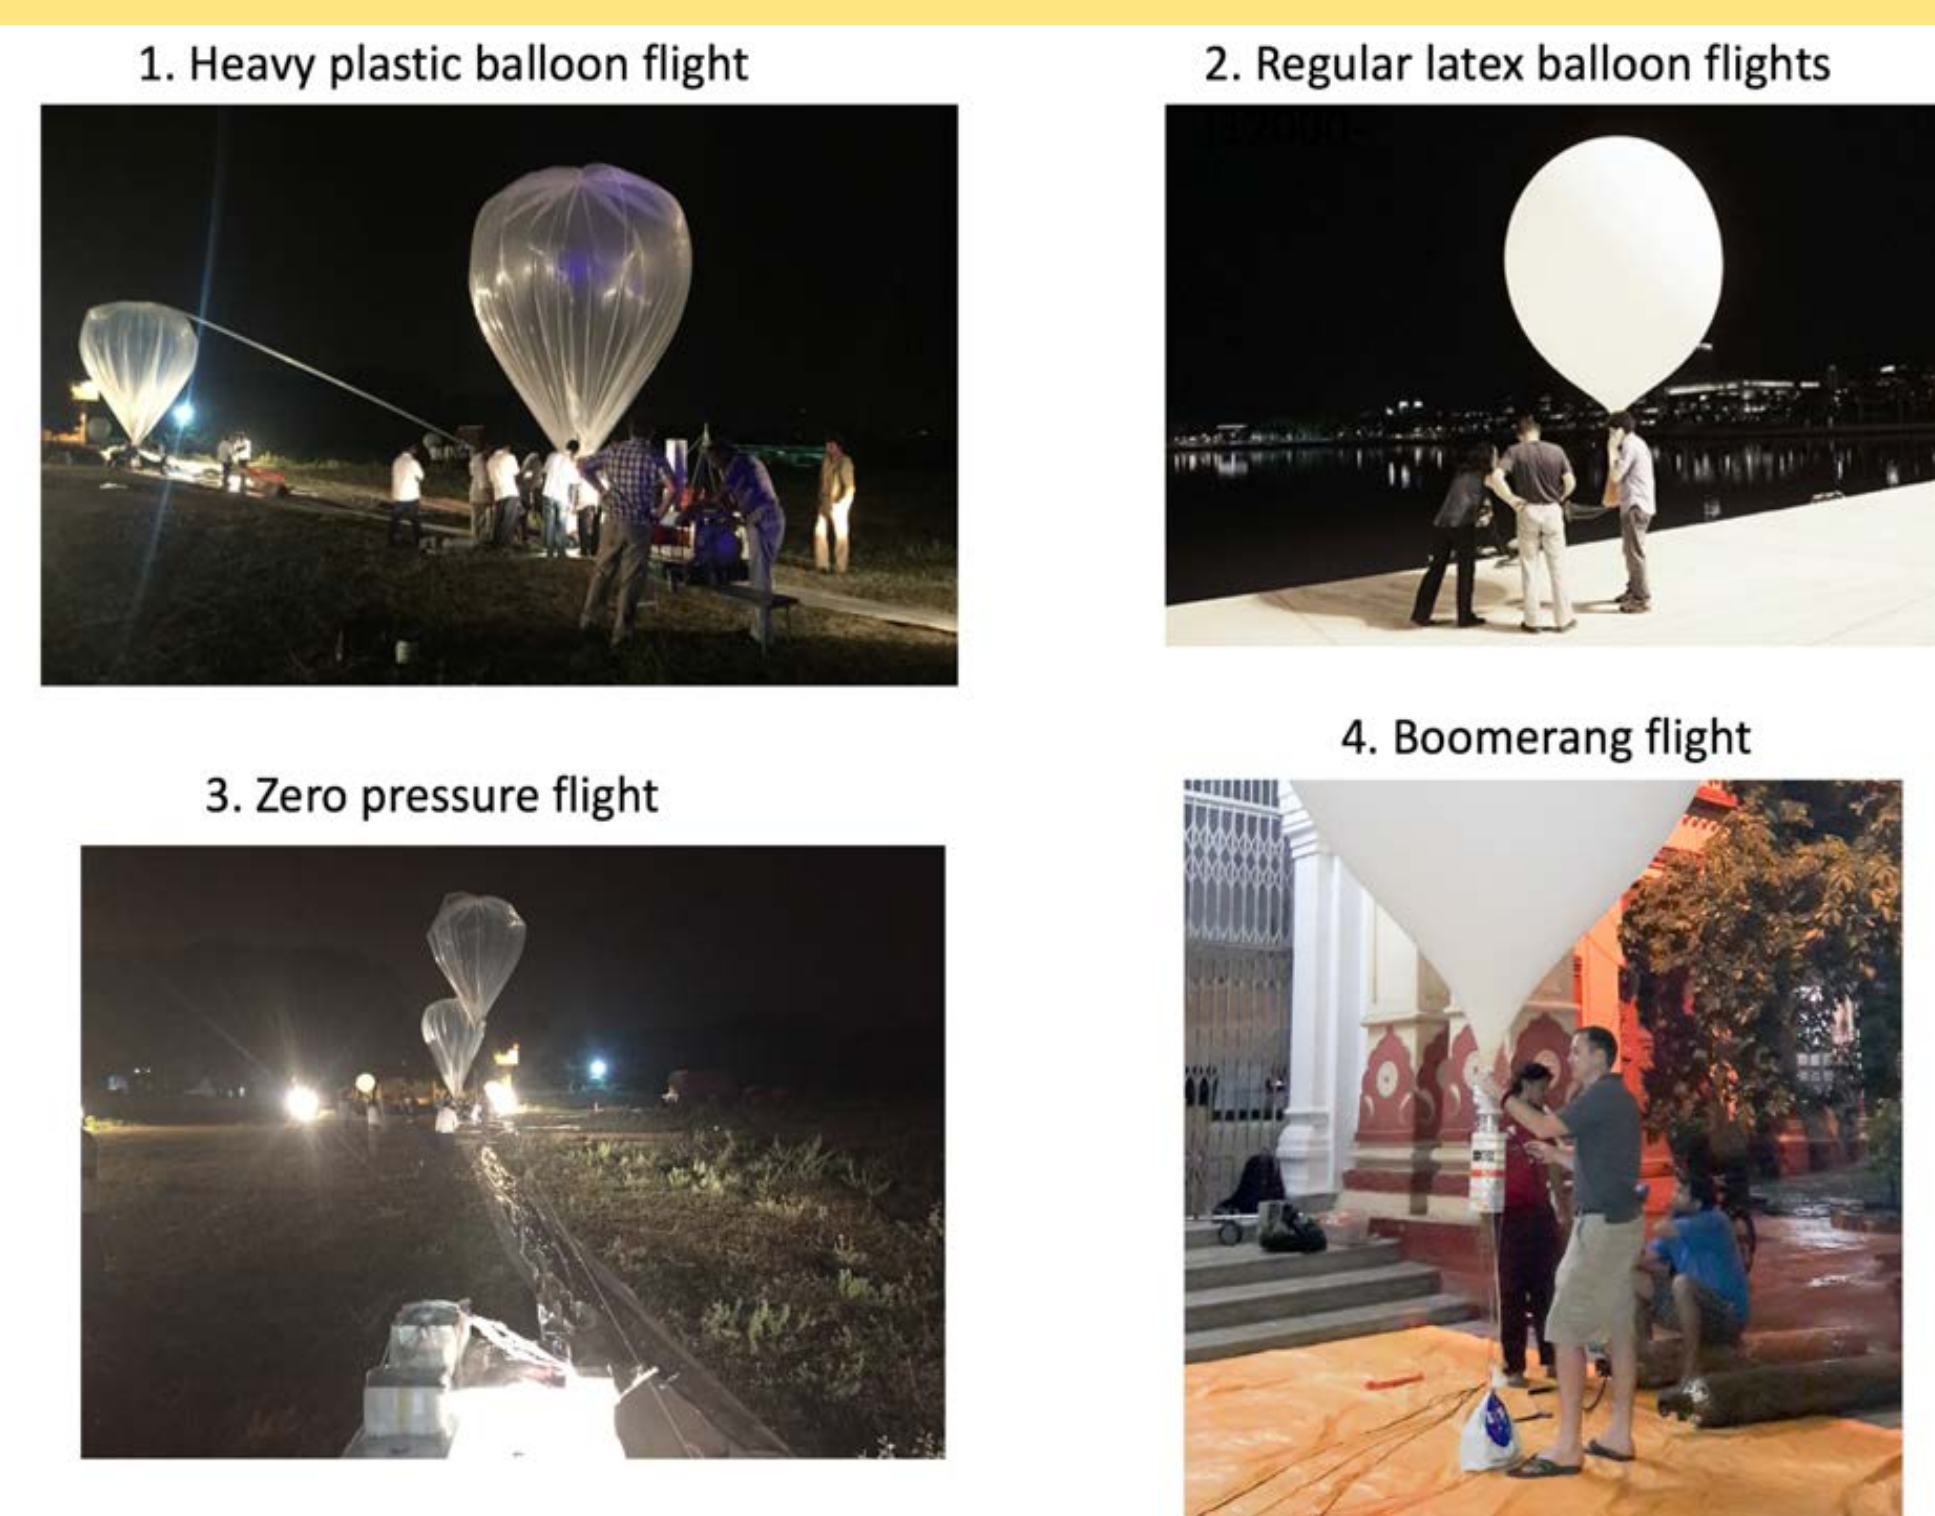 1. Heavy plastic balloon flight
2. Regular latex balloon flights
3. Zero pressure flight
4. Boomerang flight